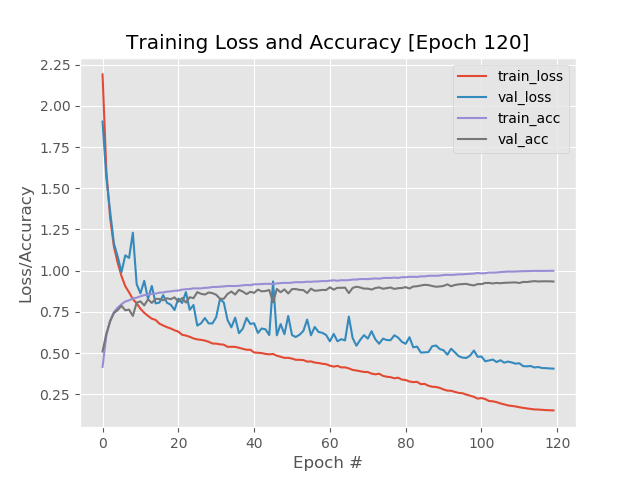 Training Loss and Accuracy [Epoch 120]
2.25
2.00
1.75
1.50
1.25
1.00
0.75
0.50
0.25
Loss/Accuracy
train_loss
val_loss
train_acc
val_acc
0 20 40 60 80 100 120
Epoch #